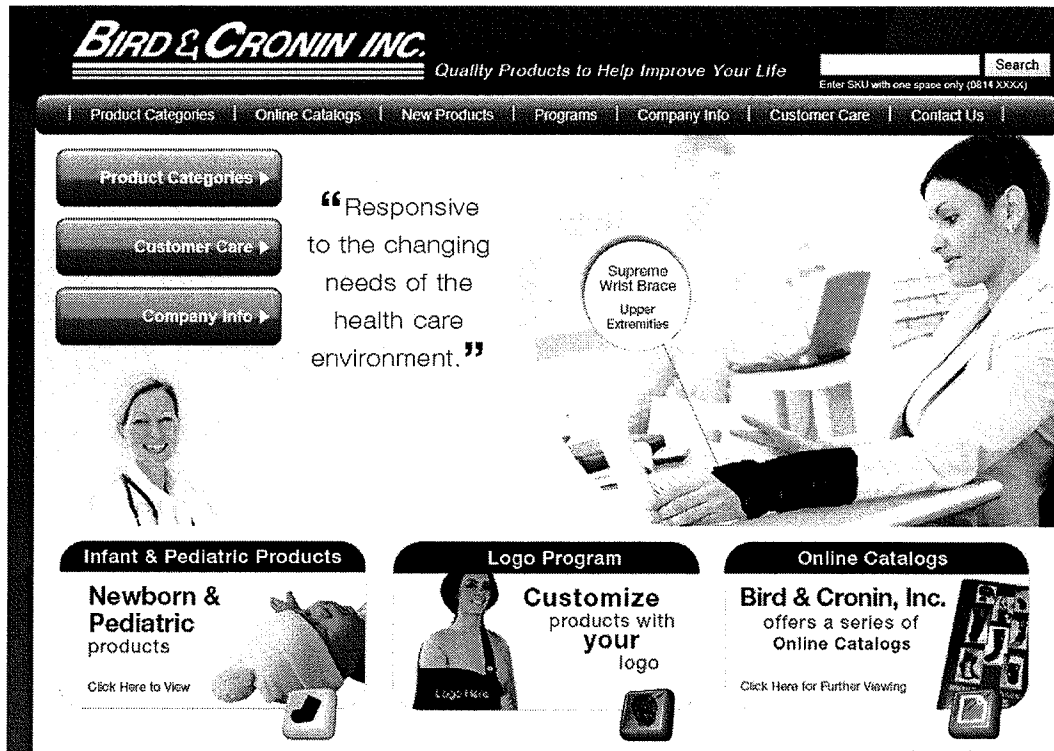 BIRD & CRONIN INC.
Quality Products to Help Improve Your Life
Search
Enter SKU with one space only (0814 XXXX)
Product Categories | Online Catalogs | New Products | Programs | Company Info | Customer Care | Contact Us
Product Categories
Customer Care
Company Info
“Responsive
to the changing
needs of the
health care
environment.”
Supreme
Wrist Brace
Upper
Extremities
Infant & Pediatric Products
Newborn &
Pediatric
products
Click Here to View
Logo Program
Customize
products with
your
logo
Logo Here
Online Catalogs
Bird & Cronin, Inc.
offers a series of
Online Catalogs
Click Here for Further Viewing